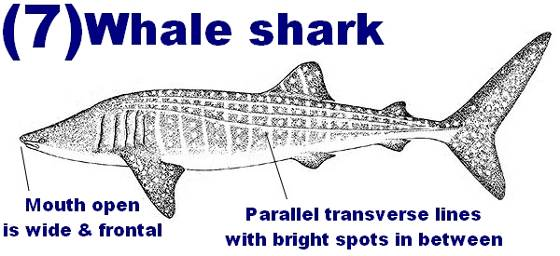 (7)Whale shark
Mouth open
is wide & frontal
Parallel transverse lines
with bright spots in between